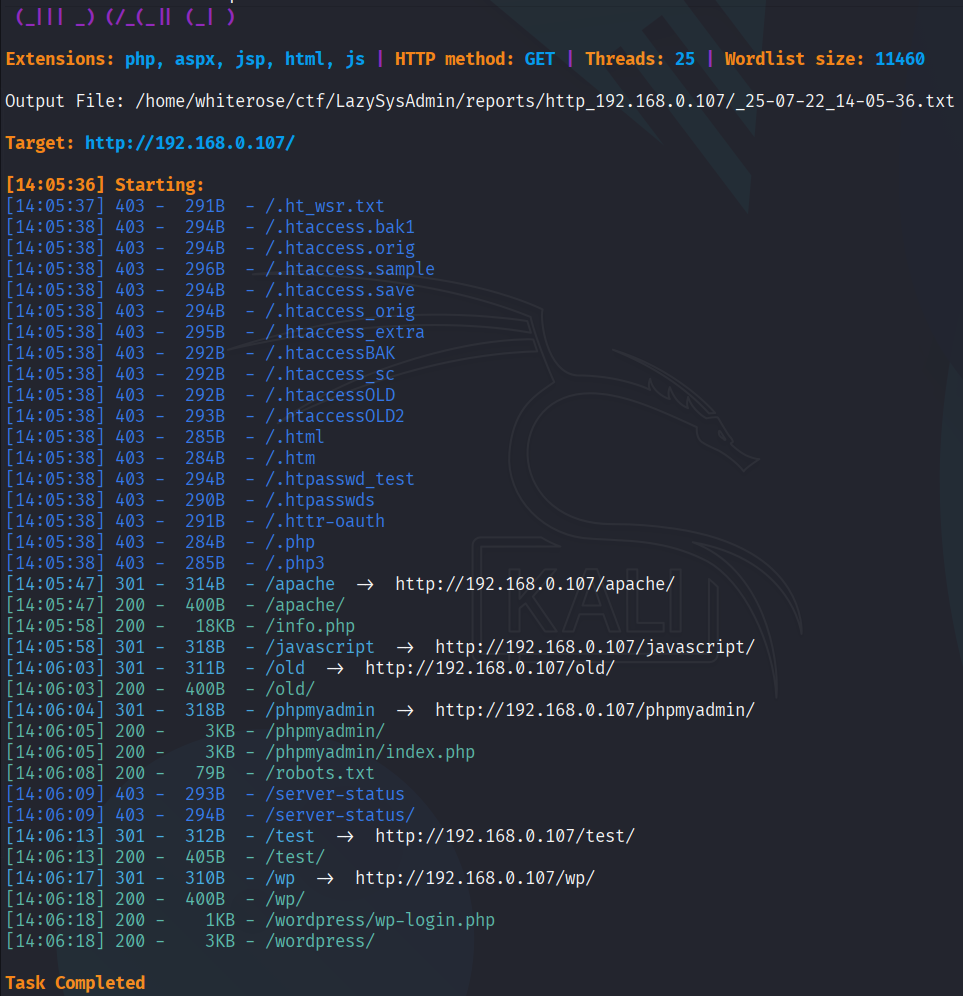 (_||| _) (/_(_|| (_| )
Extensions: php, aspx, jsp, html, js | HTTP method: GET | Threads: 25 | Wordlist size: 11460
Output File: /home/whiterose/ctf/LazySysAdmin/reports/http_192.168.0.107/_25-07-22_14-05-36.txt
Target: http://192.168.0.107/
[14:05:36] Starting:
[14:05:37] 403 -  291B  - /.ht_wsr.txt
[14:05:38] 403 -  294B  - /.htaccess.bak1
[14:05:38] 403 -  294B  - /.htaccess.orig
[14:05:38] 403 -  296B  - /.htaccess.sample
[14:05:38] 403 -  294B  - /.htaccess.save
[14:05:38] 403 -  294B  - /.htaccess_orig
[14:05:38] 403 -  295B  - /.htaccess_extra
[14:05:38] 403 -  292B  - /.htaccessBAK
[14:05:38] 403 -  292B  - /.htaccess_sc
[14:05:38] 403 -  292B  - /.htaccessOLD
[14:05:38] 403 -  293B  - /.htaccessOLD2
[14:05:38] 403 -  285B  - /.html
[14:05:38] 403 -  284B  - /.htm
[14:05:38] 403 -  294B  - /.htpasswd_test
[14:05:38] 403 -  290B  - /.htpasswds
[14:05:38] 403 -  291B  - /.httr-oauth
[14:05:38] 403 -  284B  - /.php
[14:05:38] 403 -  285B  - /.php3
[14:05:47] 301 -  314B  - /apache  →  http://192.168.0.107/apache/
[14:05:47] 200 -  400B  - /apache/
[14:05:58] 200 -   18KB - /info.php
[14:05:58] 301 -  318B  - /javascript  →  http://192.168.0.107/javascript/
[14:06:03] 301 -  311B  - /old  →  http://192.168.0.107/old/
[14:06:03] 200 -  400B  - /old/
[14:06:04] 301 -  318B  - /phpmyadmin  →  http://192.168.0.107/phpmyadmin/
[14:06:05] 200 -    3KB - /phpmyadmin/
[14:06:05] 200 -    3KB - /phpmyadmin/index.php
[14:06:08] 200 -   79B  - /robots.txt
[14:06:09] 403 -  293B  - /server-status
[14:06:09] 403 -  294B  - /server-status/
[14:06:13] 301 -  312B  - /test  →  http://192.168.0.107/test/
[14:06:13] 200 -  405B  - /test/
[14:06:17] 301 -  310B  - /wp  →  http://192.168.0.107/wp/
[14:06:18] 200 -  400B  - /wp/
[14:06:18] 200 -    1KB - /wordpress/wp-login.php
[14:06:18] 200 -    3KB - /wordpress/
KALI
Task Completed